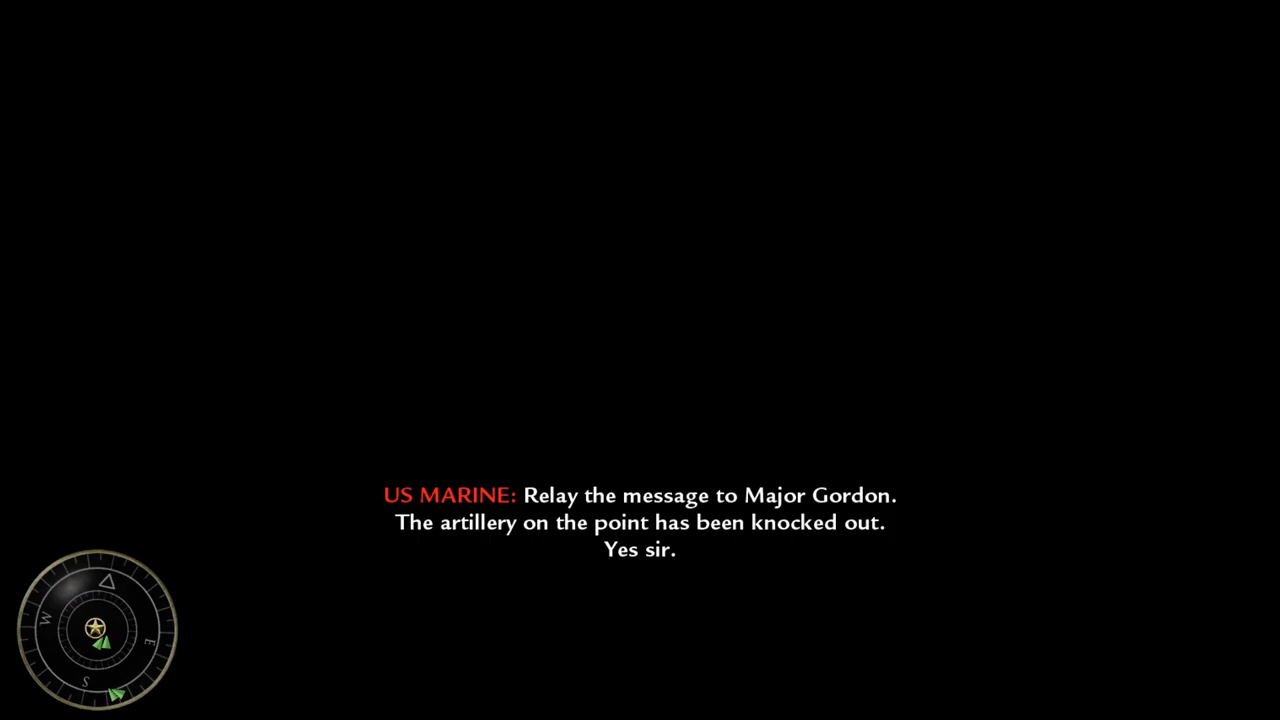 US MARINE: Relay the message to Major Gordon.
The artillery on the point has been knocked out.
Yes sir.
W
E
S